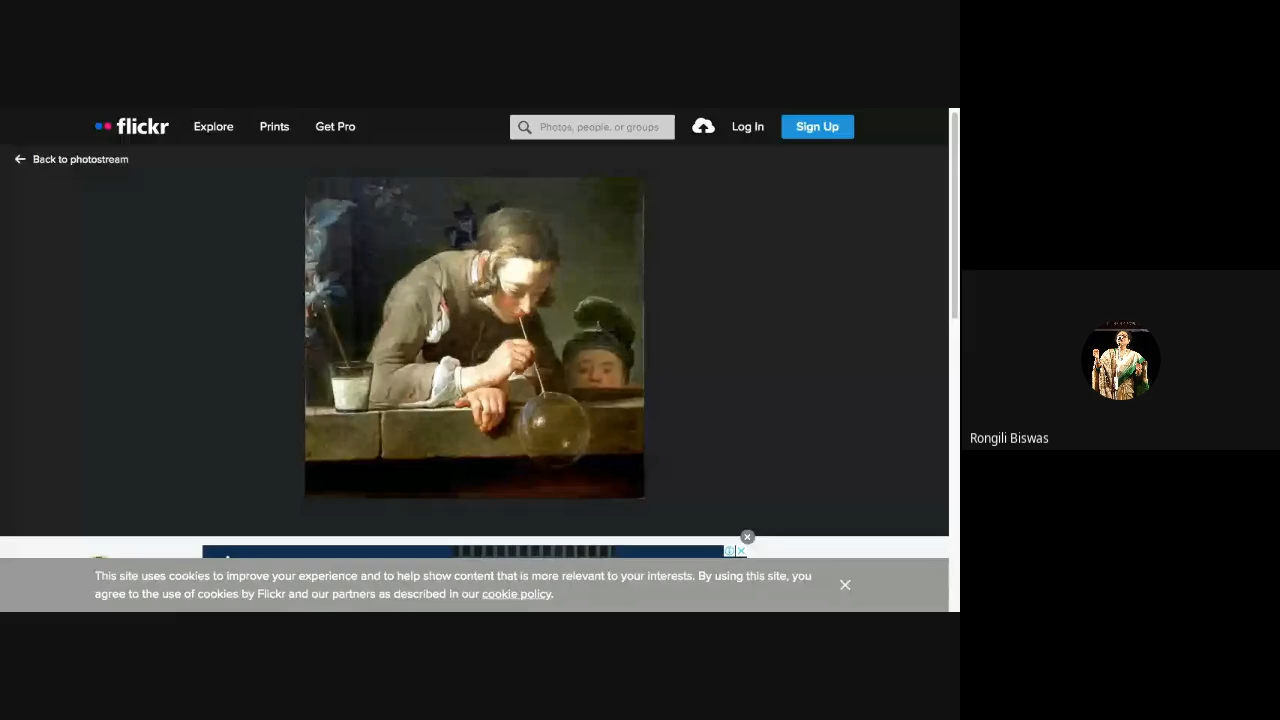 flickr Explore Prints Get Pro Photos, people, or groups Log In Sign Up
Back to photostream
Rongili Biswas
This site uses cookies to improve your experience and to help show content that is more relevant to your interests. By using this site, you
agree to the use of cookies by Flickr and our partners as described in our cookie policy.